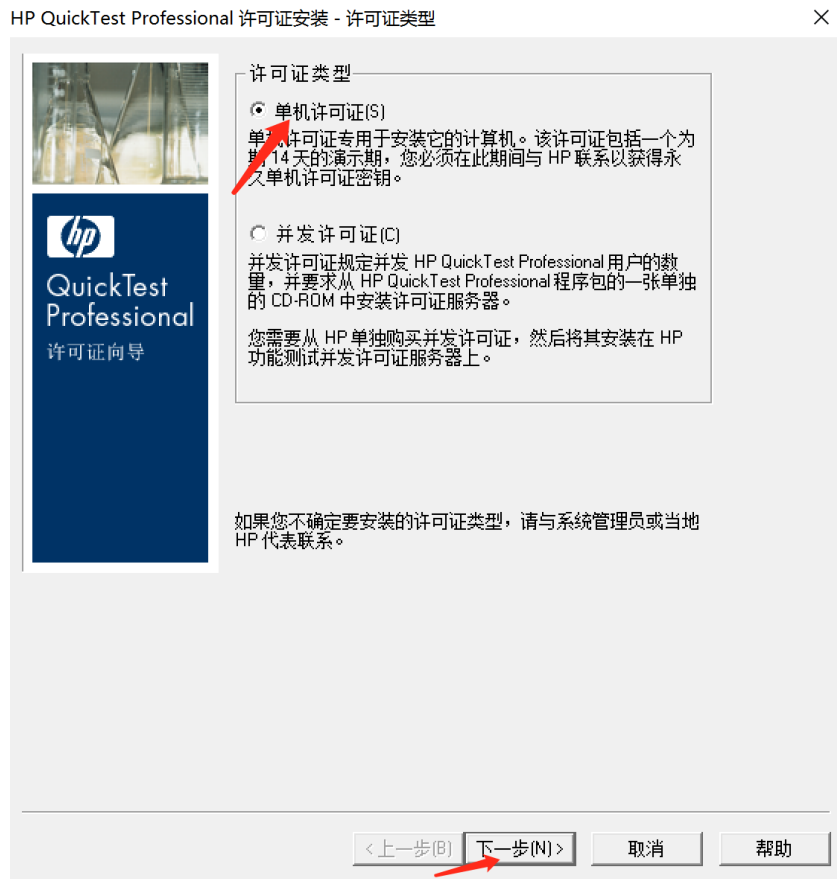 HP QuickTest Professional 许可证安装 - 许可证类型
许可证类型
单机许可证(S)
单机许可证专用于安装它的计算机。该许可证包括一个为
期 14 天的演示期，您必须在此期间与 HP 联系以获得永
久单机许可证密钥。
并发许可证(C)
并发许可证规定并发 HP QuickTest Professional 用户的数
量，并要求从 HP QuickTest Professional 程序包的一张单独
的 CD-ROM 中安装许可证服务器。
您需要从 HP 单独购买并发许可证，然后将其安装在 HP
功能测试并发许可证服务器上。
hp
QuickTest
Professional
许可证向导
如果您不确定要安装的许可证类型，请与系统管理员或当地
HP 代表联系。
<上一步(B)
下一步(N)>
取消
帮助